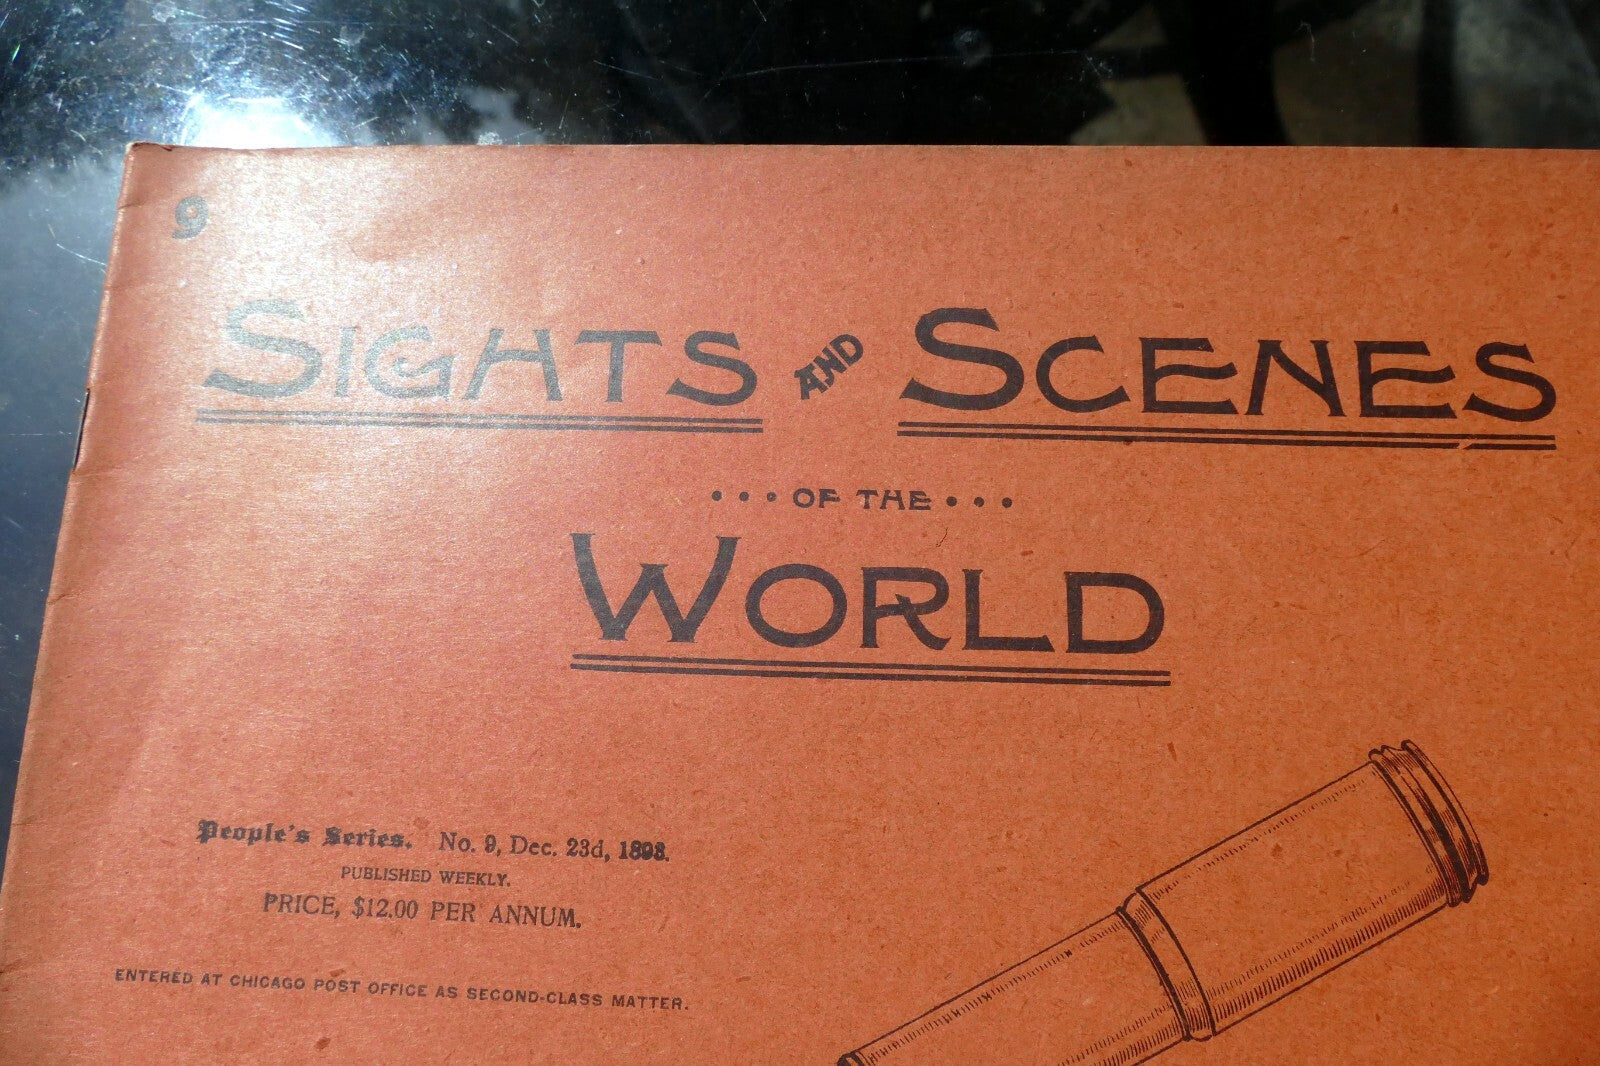 9
SIGHTS AND SCENES
...OF THE...
WORLD
People's Series. No. 9, Dec. 23d, 1893.
PUBLISHED WEEKLY.
PRICE, $12.00 PER ANNUM.
ENTERED AT CHICAGO POST OFFICE AS SECOND-CLASS MATTER.